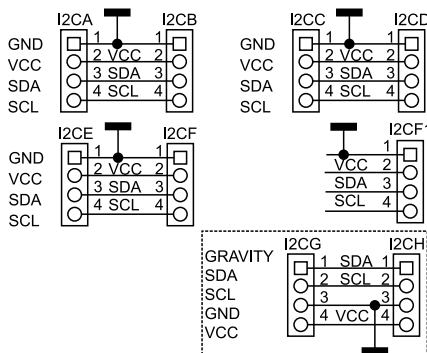 I2CA I2CB
GND 1 1
VCC 2 VCC 2
SDA 3 SDA 3
SCL 4 SCL 4
I2CC I2CD
GND 1 1
VCC 2 VCC 2
SDA 3 SDA 3
SCL 4 SCL 4
I2CE I2CF
GND 1 1
VCC 2 VCC 2
SDA 3 SDA 3
SCL 4 SCL 4
I2CF1
1
VCC 2
SDA 3
SCL 4
I2CG I2CH
GRAVITY
SDA 1 SDA 1
SCL 2 SCL 2
GND 3 3
VCC 4 VCC 4